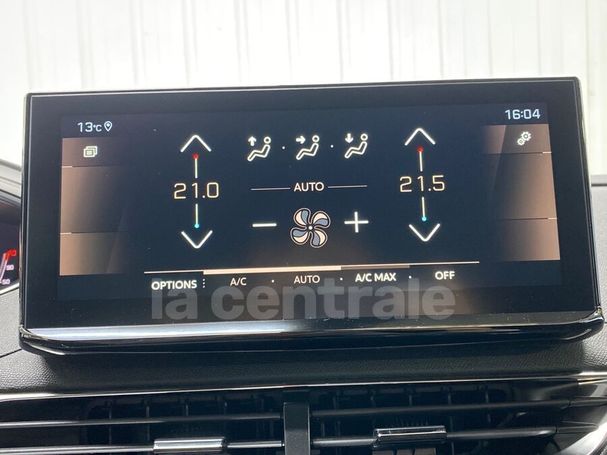 13°C 16:04
21.0 AUTO 21.5
OPTIONS A/C AUTO A/C MAX OFF
la centrale